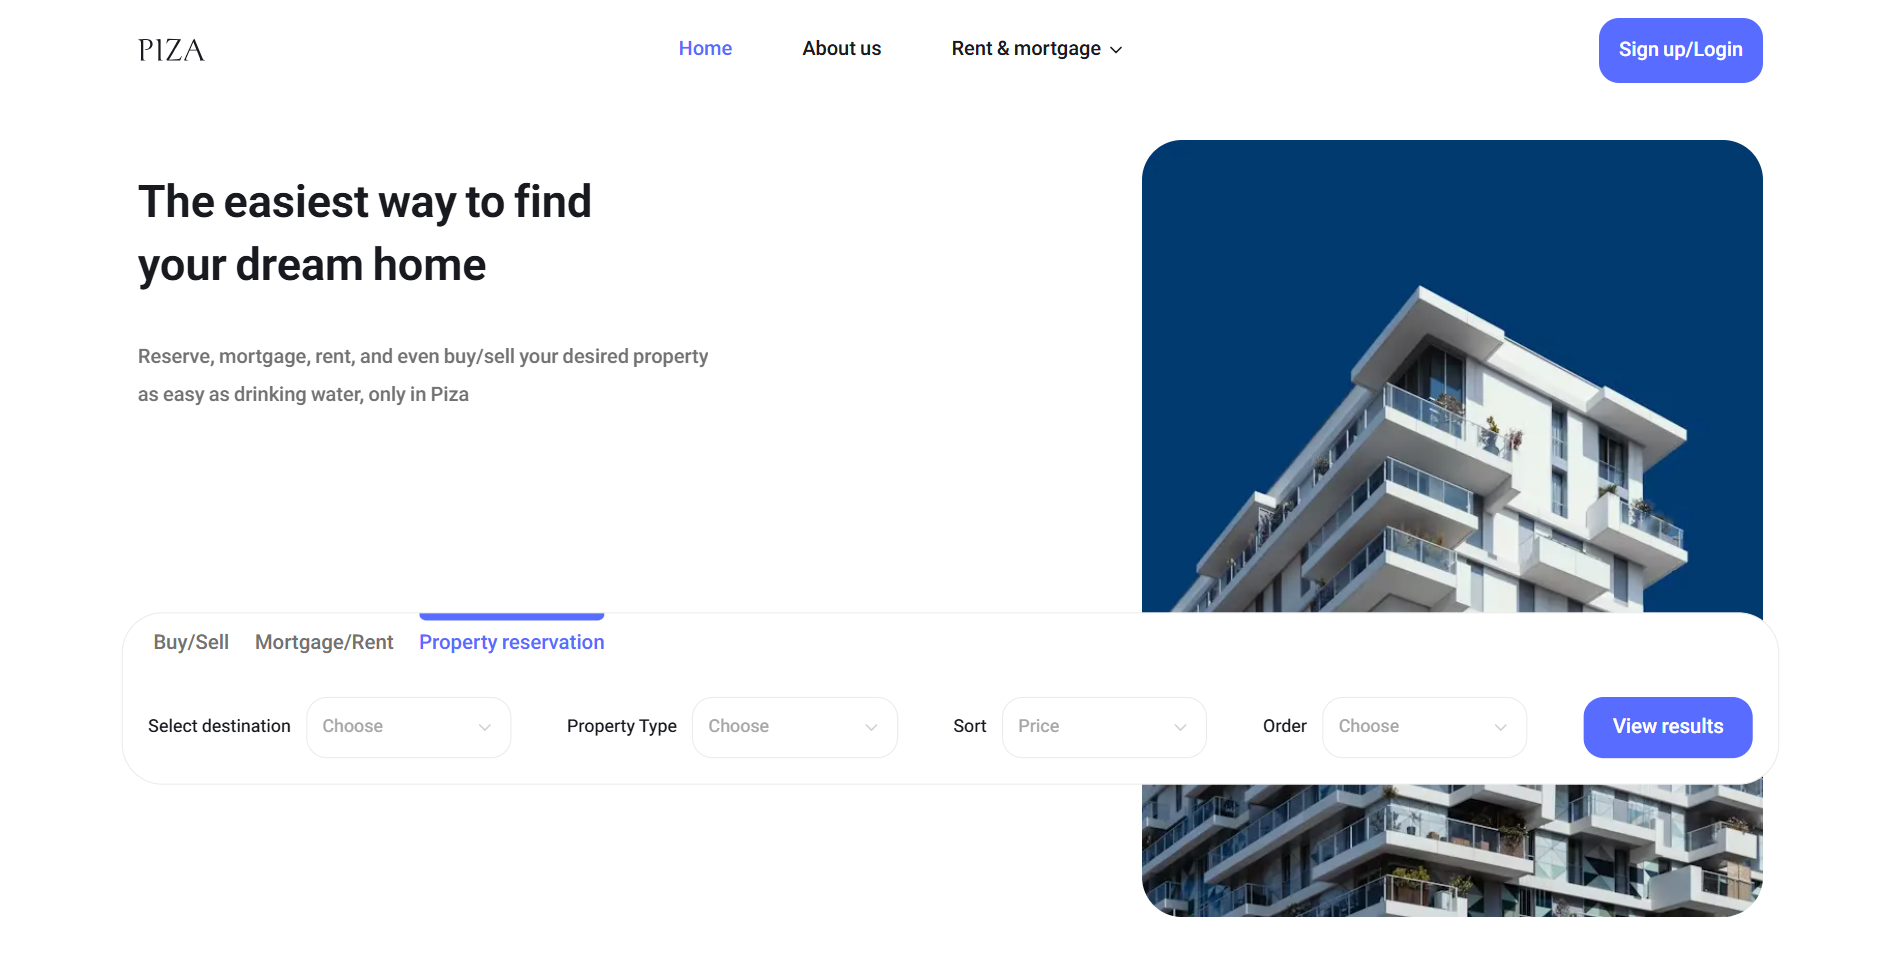 PIZA
Home
About us
Rent & mortgage
Sign up/Login
The easiest way to find
your dream home
Reserve, mortgage, rent, and even buy/sell your desired property
as easy as drinking water, only in Piza
Buy/Sell
Mortgage/Rent
Property reservation
Select destination
Choose
Property Type
Choose
Sort
Price
Order
Choose
View results